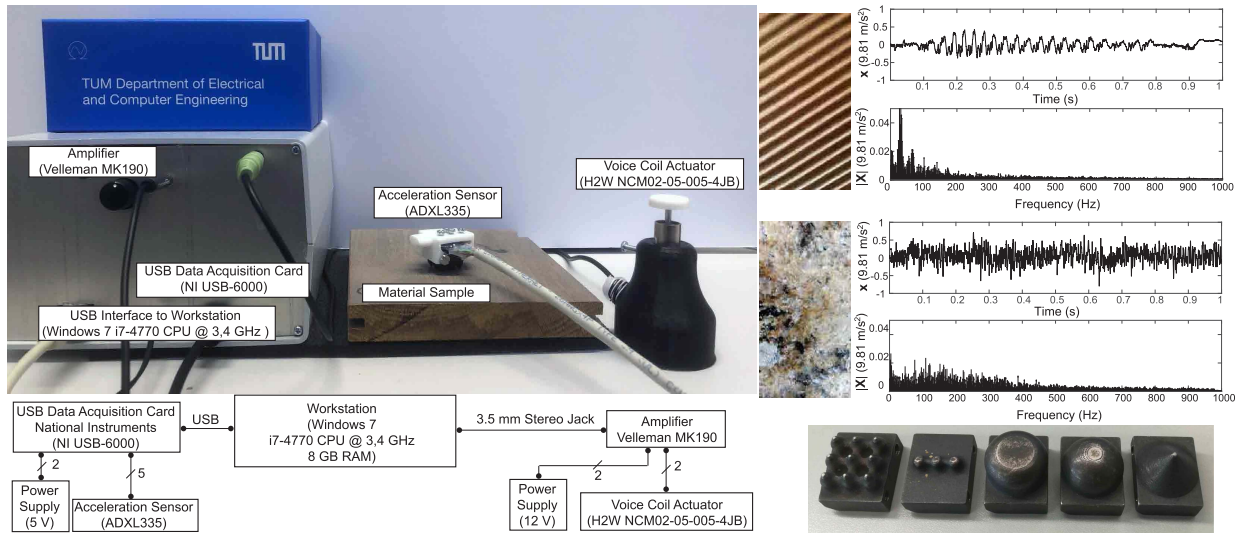 TUM
TUM Department of Electrical
and Computer Engineering
Amplifier
(Velleman MK190)
Voice Coil Actuator
(H2W NCM02-05-005-4JB)
Acceleration Sensor
(ADXL335)
USB Data Acquisition Card
(NI USB-6000)
Material Sample
USB Interface to Workstation
(Windows 7 i7-4770 CPU @ 3,4 GHz )
USB Data Acquisition Card
National Instruments
(NI USB-6000)
USB
Workstation
(Windows 7
i7-4770 CPU @ 3,4 GHz
8 GB RAM)
3.5 mm Stereo Jack
Amplifier
Velleman MK190
2
5
2
2
Power
Supply
(5 V)
Acceleration Sensor
(ADXL335)
Power
Supply
(12 V)
Voice Coil Actuator
(H2W NCM02-05-005-4JB)
x (9.81 m/s²)
1
0.5
0
-0.5
-1
0.1 0.2 0.3 0.4 0.5 0.6 0.7 0.8 0.9 1
Time (s)
|X| (9.81 m/s²)
0.04
0.02
0
0 100 200 300 400 500 600 700 800 900 1000
Frequency (Hz)
x (9.81 m/s²)
1
0.5
0
-0.5
-1
0.1 0.2 0.3 0.4 0.5 0.6 0.7 0.8 0.9 1
Time (s)
|X| (9.81 m/s²)
0.04
0.02
0
0 100 200 300 400 500 600 700 800 900 1000
Frequency (Hz)